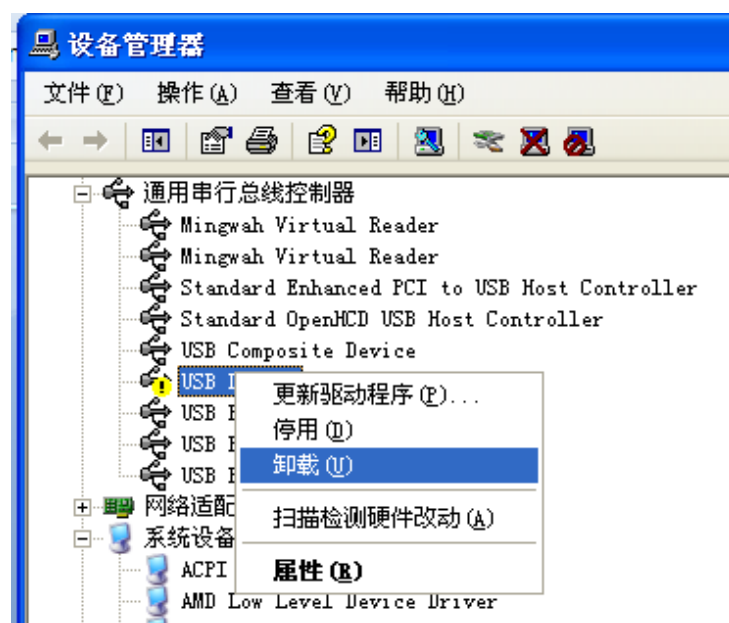 设备管理器
文件(F) 操作(A) 查看(V) 帮助(H)
通用串行总线控制器
Mingwah Virtual Reader
Mingwah Virtual Reader
Standard Enhanced PCI to USB Host Controller
Standard OpenHCD USB Host Controller
USB Composite Device
USB
更新驱动程序(P)...
USB
停用(D)
USB
卸载(U)
USB
网络适配
扫描检测硬件改动(A)
系统设备
ACPI
属性(R)
AMD Low Level Device Driver